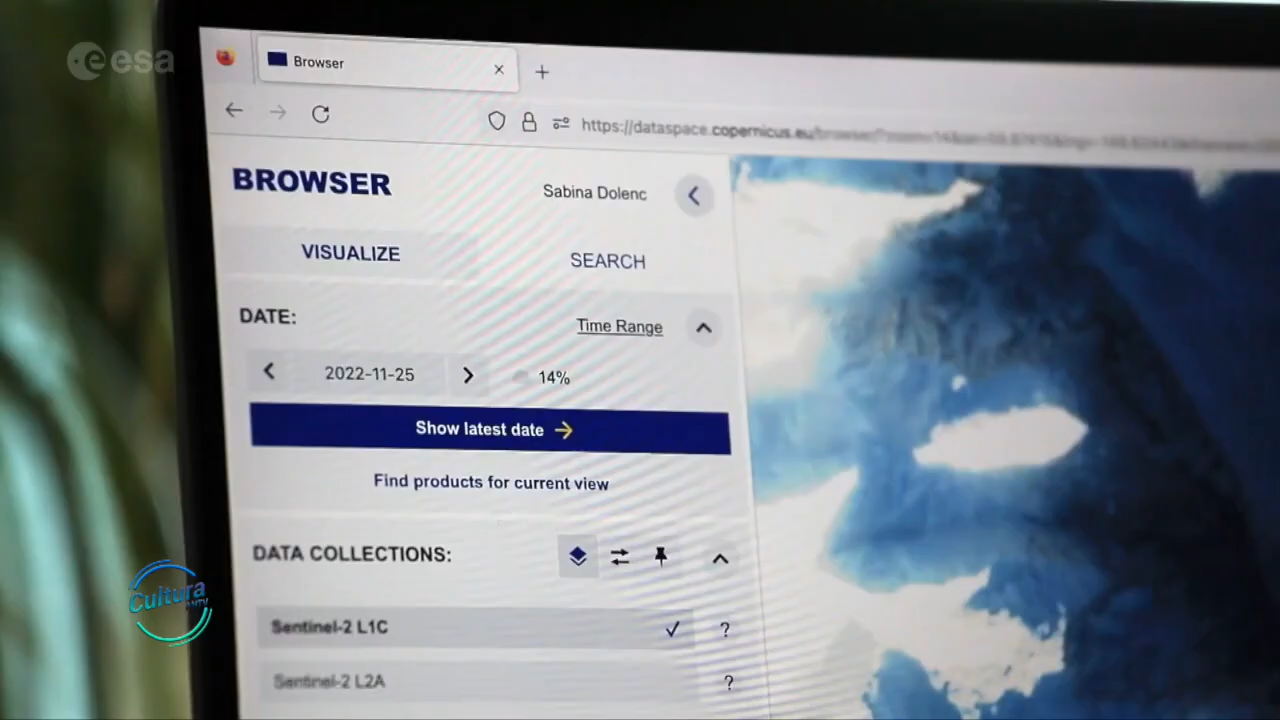 esa
Browser
https://dataspace.copernicus.eu/browser/
BROWSER
Sabina Dolenc
VISUALIZE
SEARCH
DATE:
Time Range
2022-11-25
14%
Show latest date
Find products for current view
DATA COLLECTIONS:
Sentinel-2 L1C
?
Sentinel-2 L2A
?
Cultura